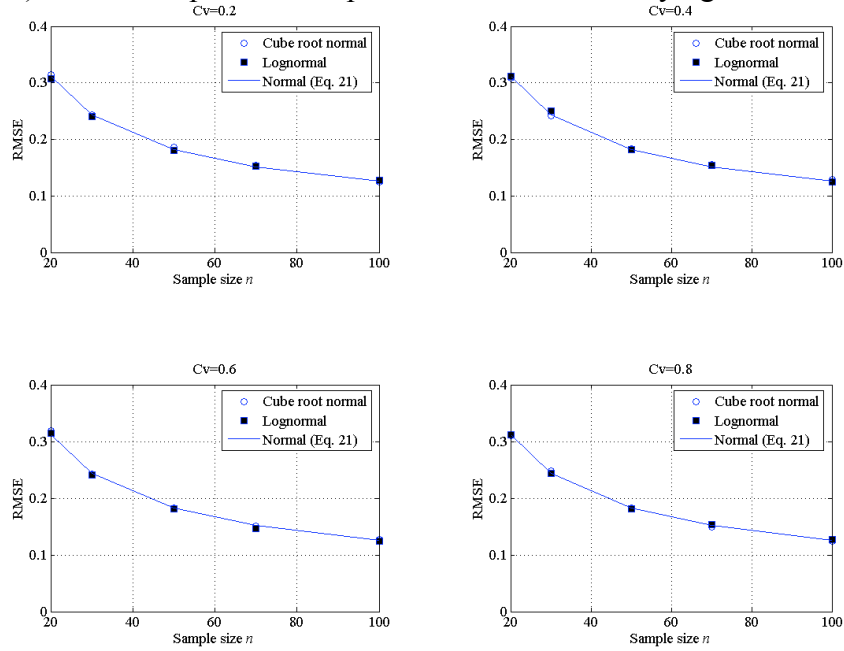 Cv=0.2
0.4
0.3
0.2
0.1
0
RMSE
Cube root normal
Lognormal
Normal (Eq. 21)
20 40 60 80 100
Sample size n
Cv=0.4
0.4
0.3
0.2
0.1
0
RMSE
Cube root normal
Lognormal
Normal (Eq. 21)
20 40 60 80 100
Sample size n
Cv=0.6
0.4
0.3
0.2
0.1
0
RMSE
Cube root normal
Lognormal
Normal (Eq. 21)
20 40 60 80 100
Sample size n
Cv=0.8
0.4
0.3
0.2
0.1
0
RMSE
Cube root normal
Lognormal
Normal (Eq. 21)
20 40 60 80 100
Sample size n